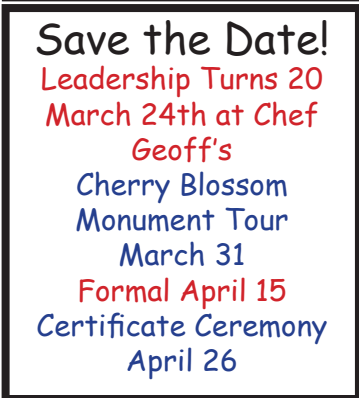 Save the Date!
Leadership Turns 20
March 24th at Chef
Geoff's
Cherry Blossom
Monument Tour
March 31
Formal April 15
Certificate Ceremony
April 26